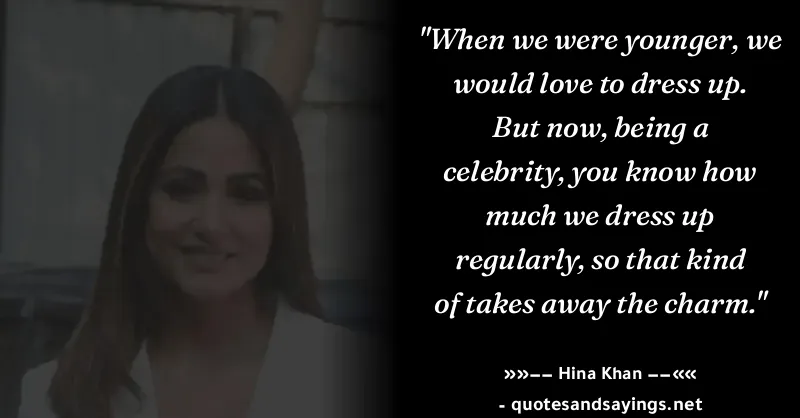 "When we were younger, we
would love to dress up.
But now, being a
celebrity, you know how
much we dress up
regularly, so that kind
of takes away the charm."
»»–– Hina Khan ––««
- quotesandsayings.net